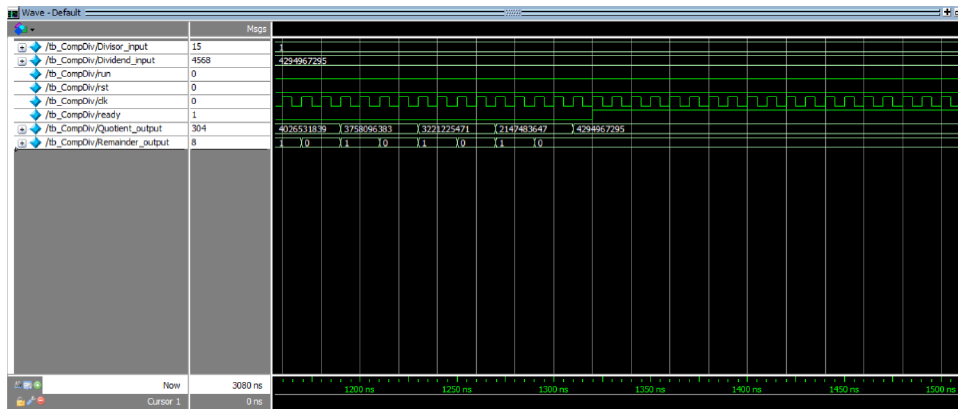 Wave - Default
Msgs
/tb_CompDiv/Divisor_input 15 1
/tb_CompDiv/Dividend_input 4568 4294967295
/tb_CompDiv/run 0
/tb_CompDiv/rst 0
/tb_CompDiv/clk 0
/tb_CompDiv/ready 1
/tb_CompDiv/Quotient_output 304 4026531839 3758096383 3221225471 2147483647 4294967295
/tb_CompDiv/Remainder_output 8 1 0 1 0 1 0 1 0
Now 3080 ns 1200 ns 1250 ns 1300 ns 1350 ns 1400 ns 1450 ns 1500 ns
Cursor 1 0 ns